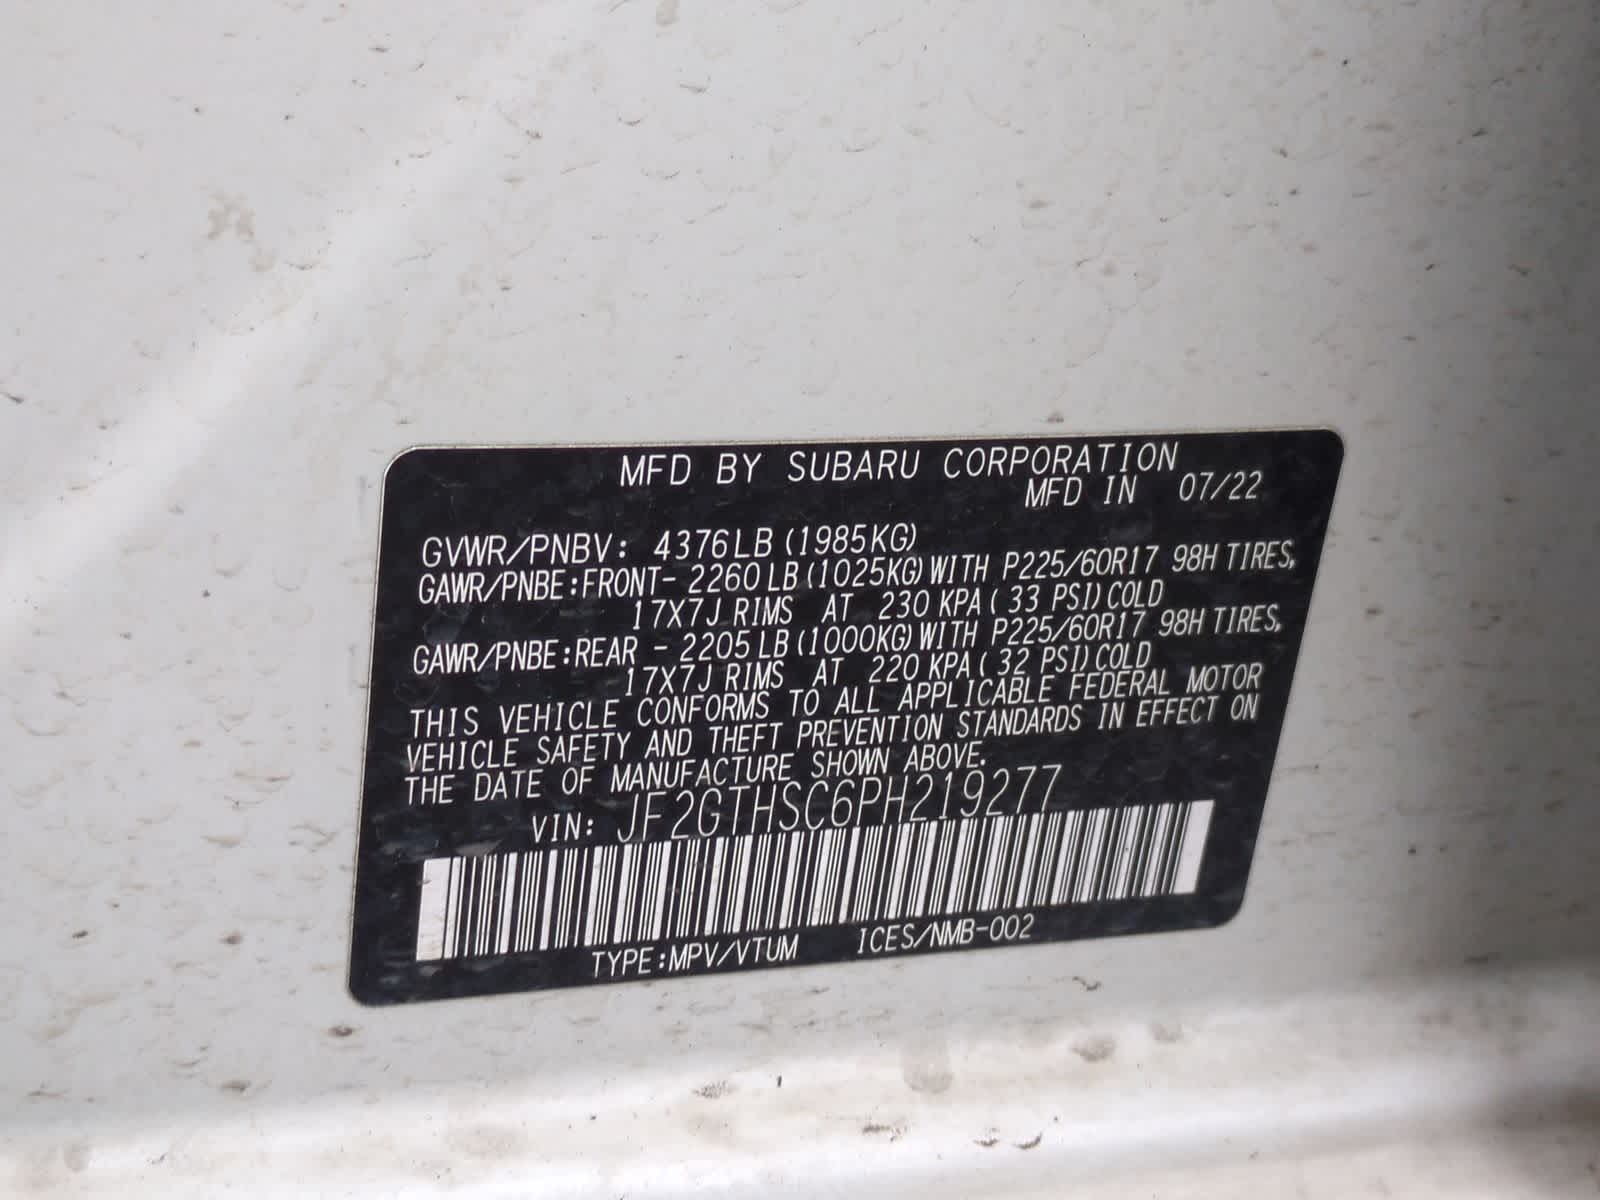 MFD BY SUBARU CORPORATION
MFD IN 07/22
GVWR/PNBV: 4376LB (1985KG)
GAWR/PNBE:FRONT- 2260 LB (1025KG) WITH P225/60R17 98H TIRES,
17X7J RIMS AT 230 KPA ( 33 PSI) COLD
GAWR/PNBE:REAR - 2205 LB (1000KG) WITH P225/60R17 98H TIRES,
17X7J RIMS AT 220 KPA ( 32 PSI) COLD
THIS VEHICLE CONFORMS TO ALL APPLICABLE FEDERAL MOTOR
VEHICLE SAFETY AND THEFT PREVENTION STANDARDS IN EFFECT ON
THE DATE OF MANUFACTURE SHOWN ABOVE.
VIN: JF2GTHSC6PH219277
TYPE:MPV/VTUM ICES/NMB-002